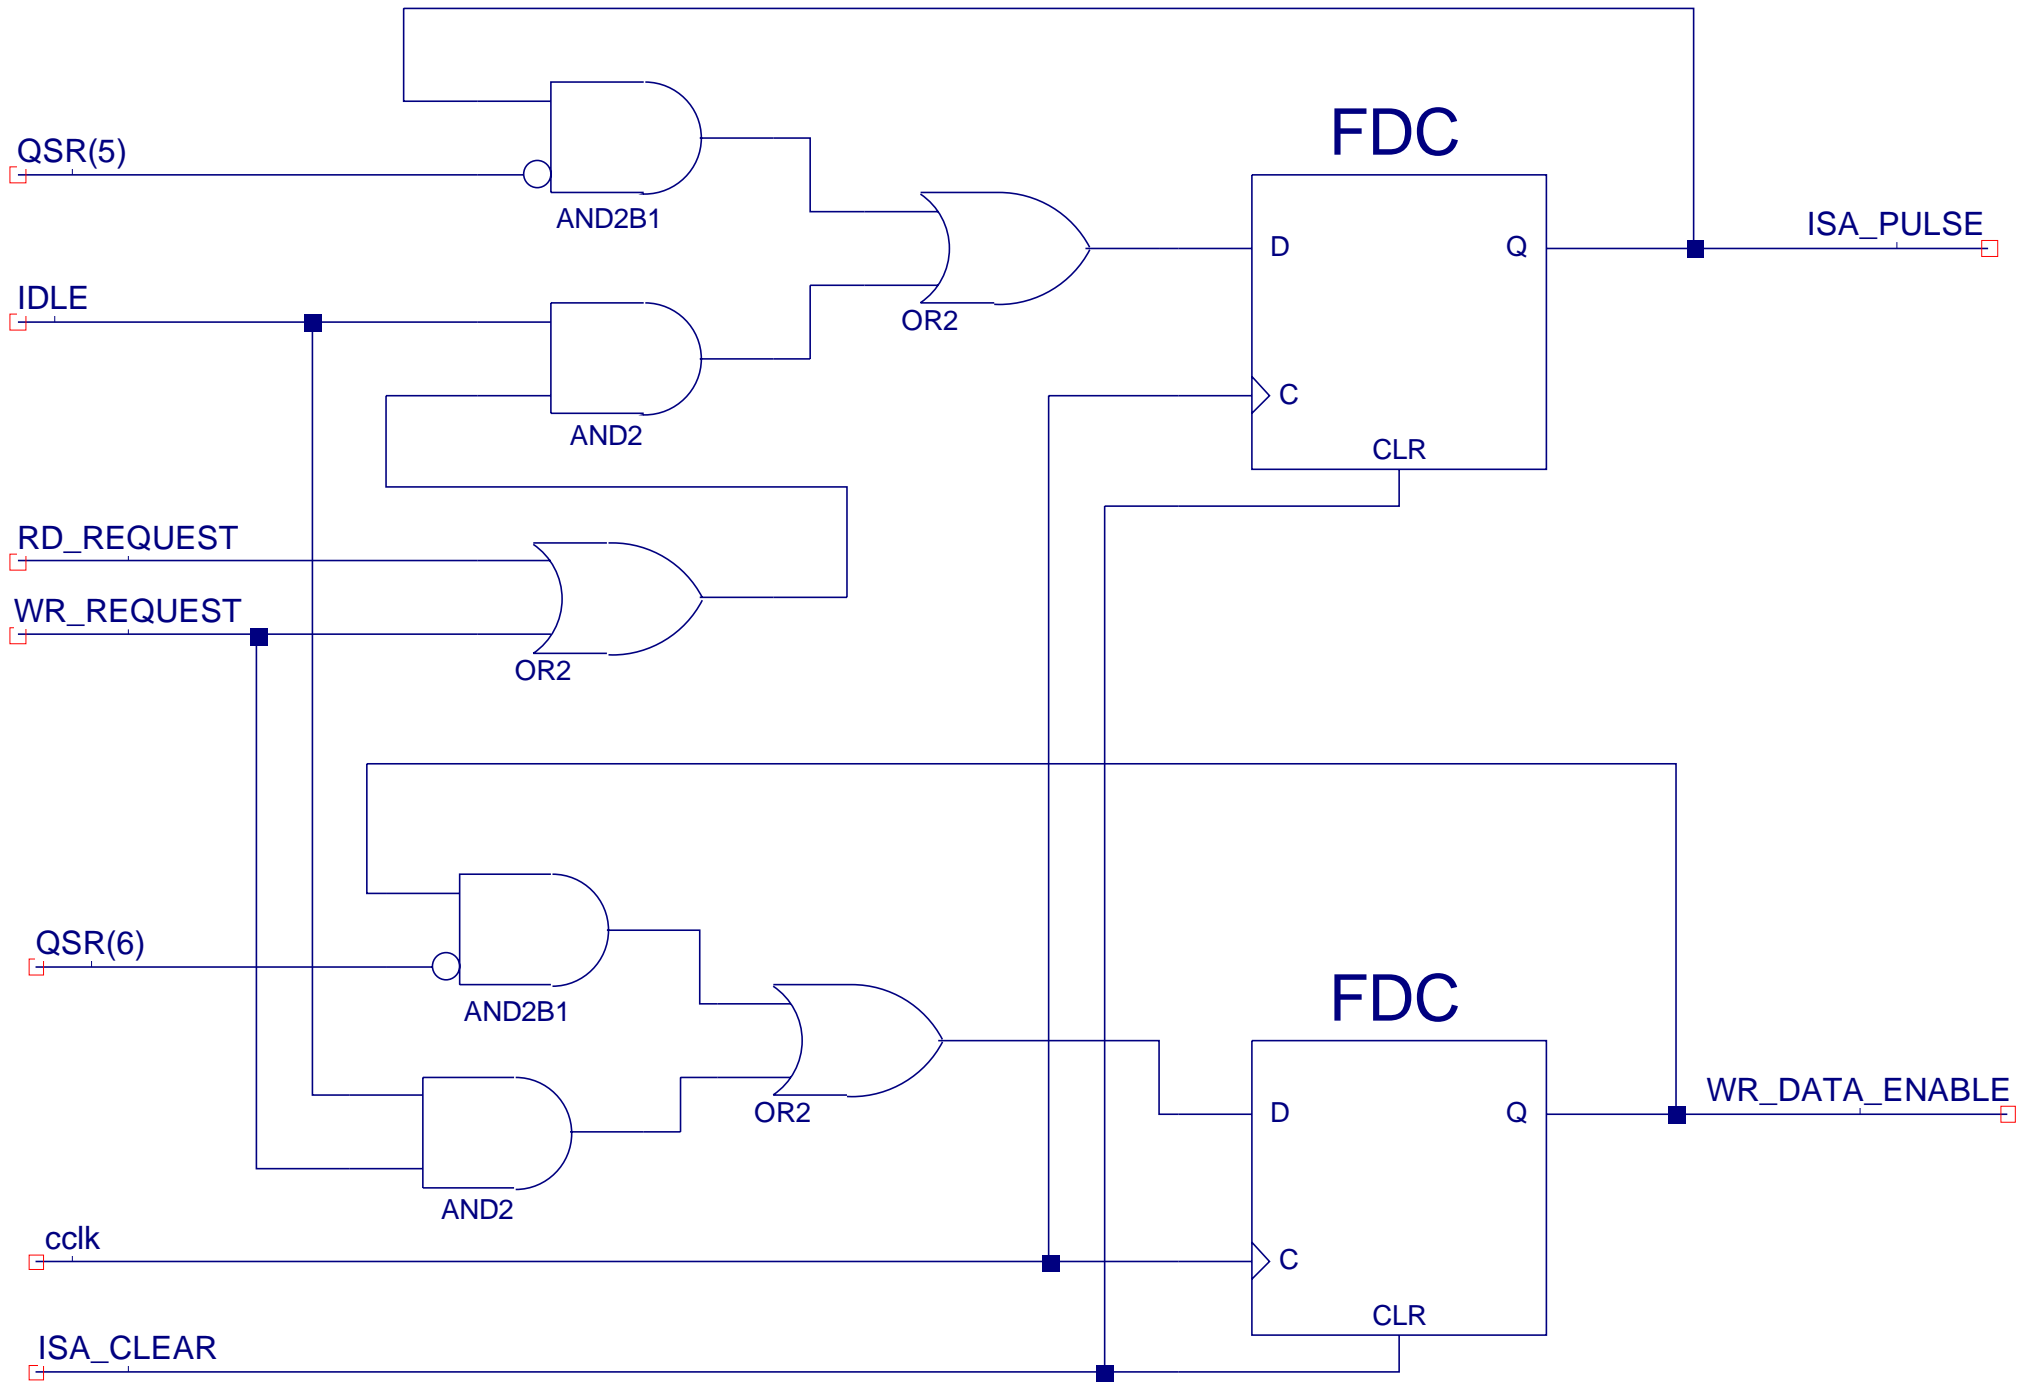 FDC
QSR(5)
AND2B1
ISA_PULSE
D
Q
IDLE
OR2
C
AND2
CLR
RD_REQUEST
WR_REQUEST
OR2
QSR(6)
AND2B1
FDC
WR_DATA_ENABLE
OR2
D
Q
AND2
cclk
C
CLR
ISA_CLEAR